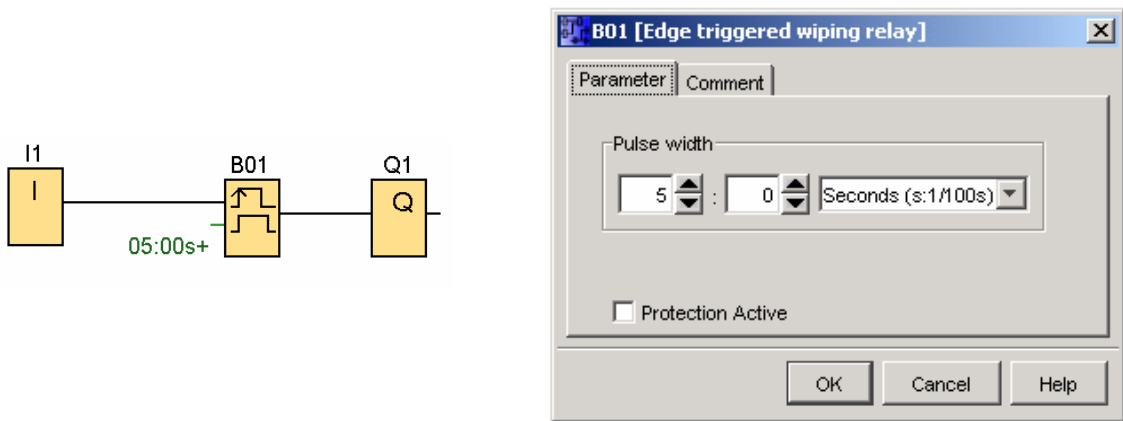 I1
I
B01
05:00s+
Q1
Q
B01 [Edge triggered wiping relay]
Parameter
Comment
Pulse width
5 : 0 Seconds (s:1/100s)
Protection Active
OK
Cancel
Help